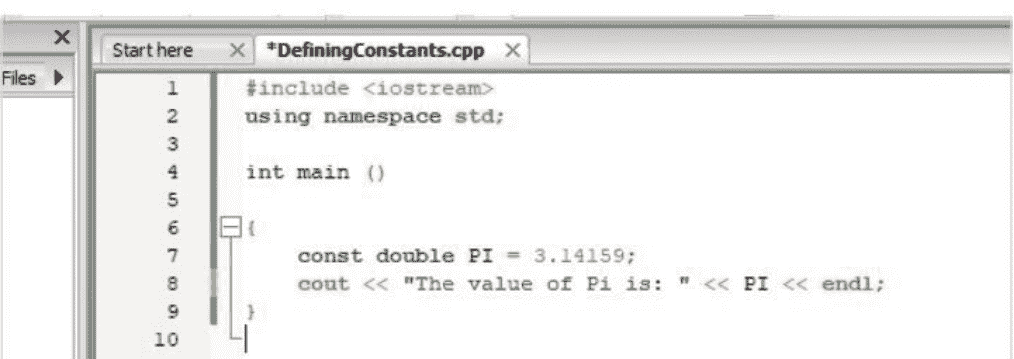 Files
Start here *DefiningConstants.cpp
1 #include <iostream>
2 using namespace std;
3
4 int main ()
5
6 {
7 const double PI = 3.14159;
8 cout << "The value of Pi is: " << PI << endl;
9 }
10